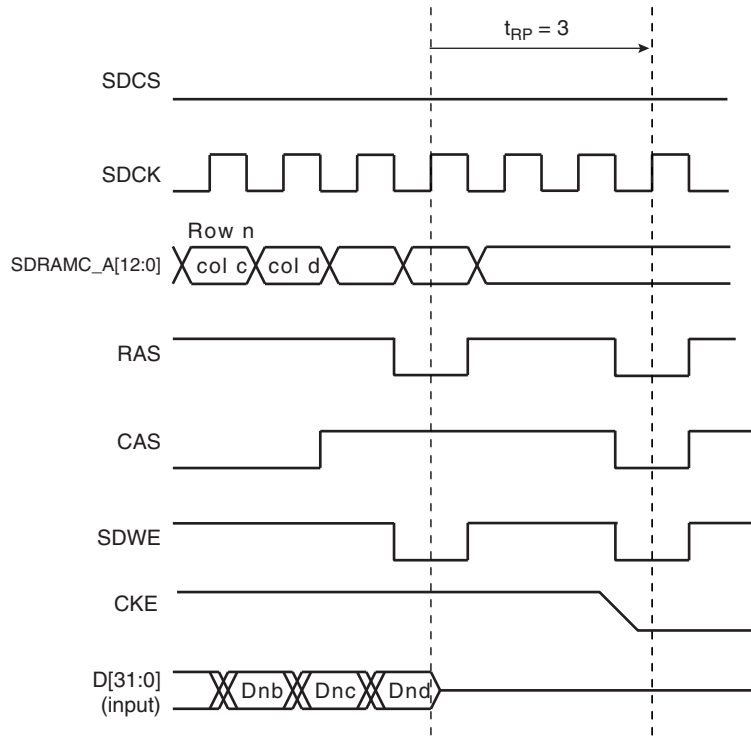 t_RP = 3
SDCS
SDCK
Row n
SDRAMC_A[12:0]
col c
col d
RAS
CAS
SDWE
CKE
D[31:0]
(input)
Dnb
Dnc
Dnd